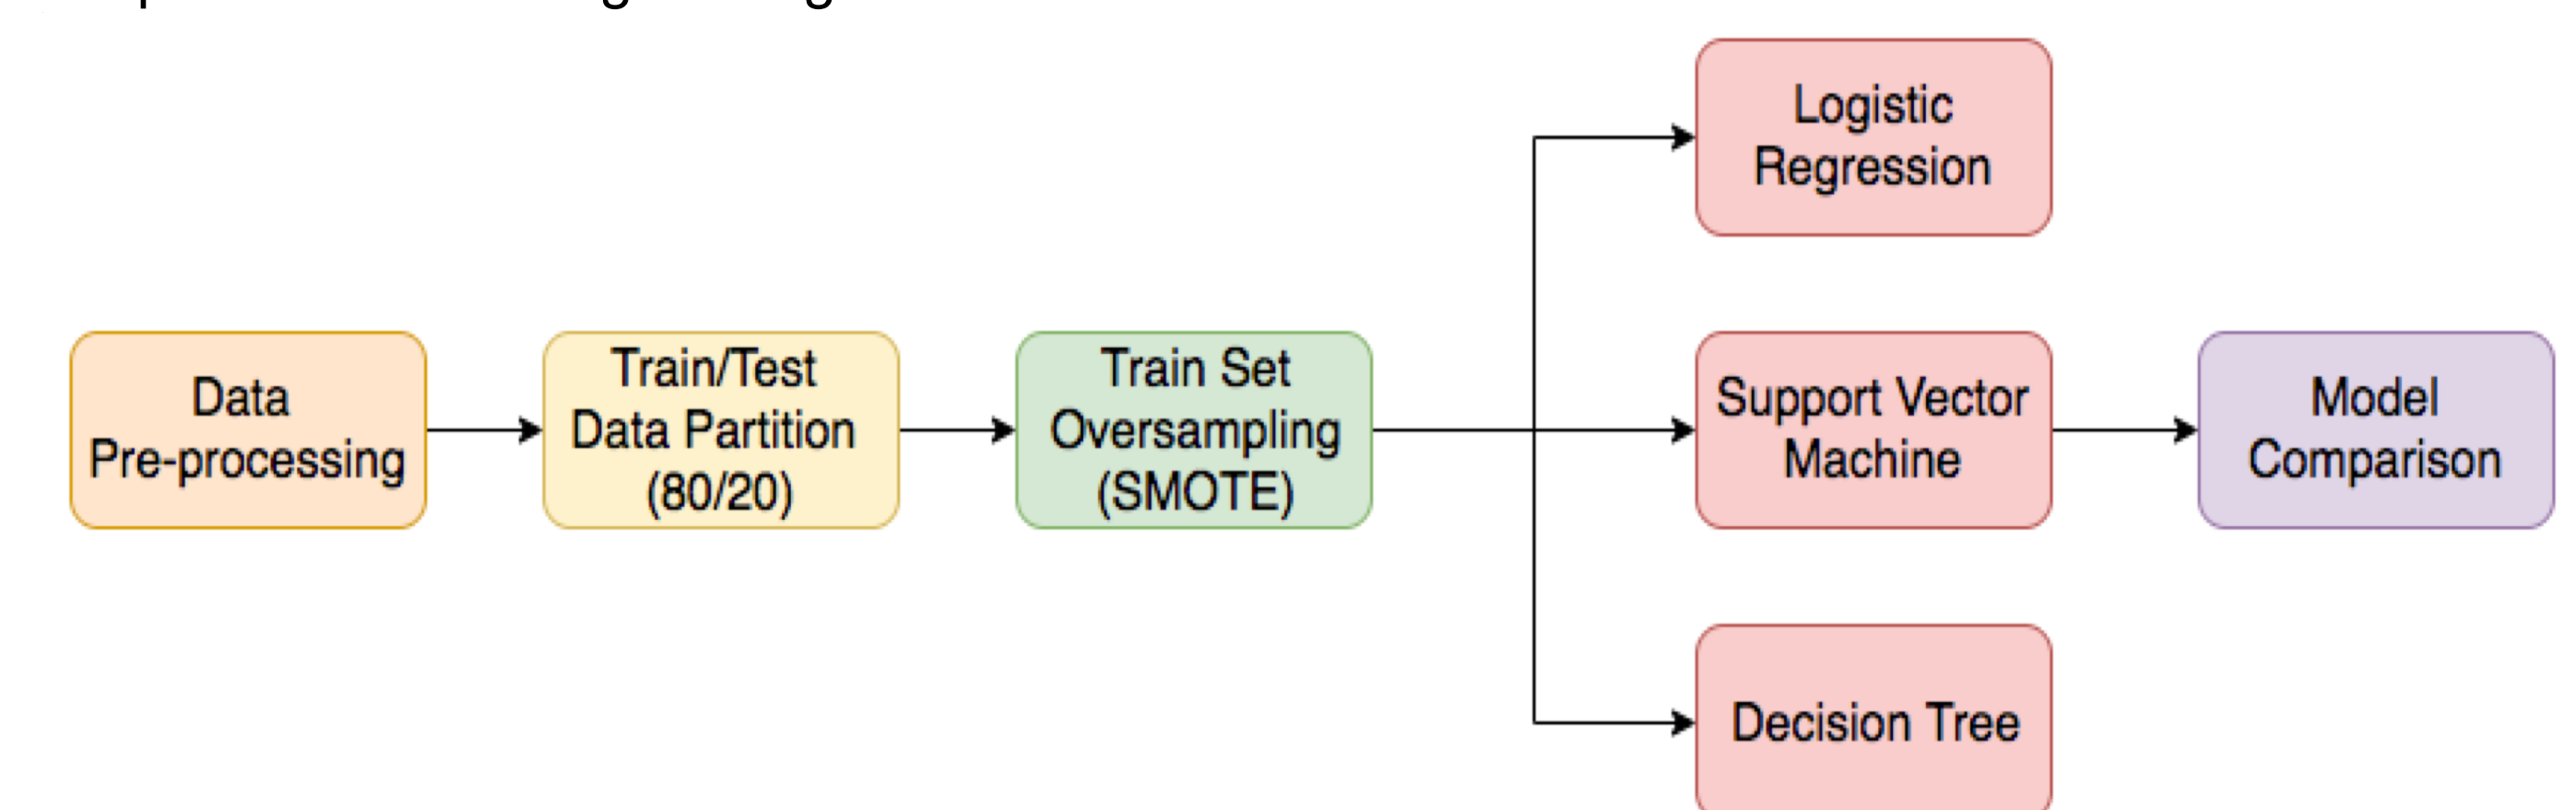 Data
Pre-processing
Train/Test
Data Partition
(80/20)
Train Set
Oversampling
(SMOTE)
Logistic
Regression
Support Vector
Machine
Decision Tree
Model
Comparison